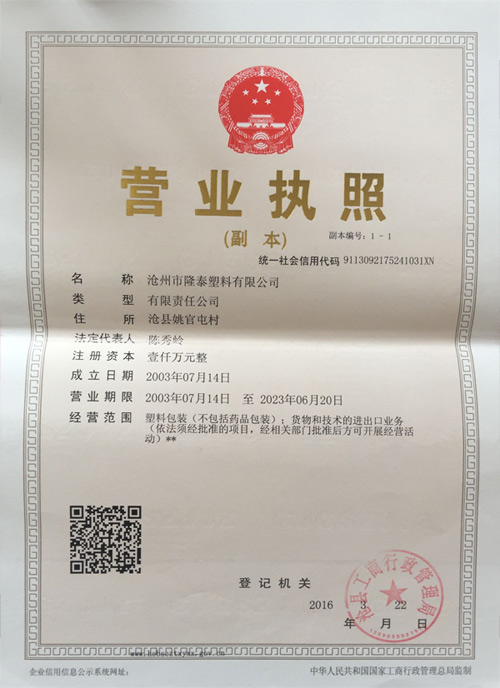 营业执照
(副 本)
副本编号：1-1
统一社会信用代码 91130921752410310XN
名 称 沧州市隆泰塑料有限公司
类 型 有限责任公司
住 所 沧县姚官屯村
法定代表人 陈秀岭
注册资本 壹仟万元整
成立日期 2003年07月14日
营业期限 2003年07月14日 至 2023年06月20日
经营范围 塑料包装（不包括药品包装）；货物和技术的进出口业务
（依法须经批准的项目，经相关部门批准后方可开展经营活
动）**
登记机关
沧县工商行政管理局
2016 3 22
年 月 日
企业信用信息公示系统网址：
中华人民共和国国家工商行政管理总局监制